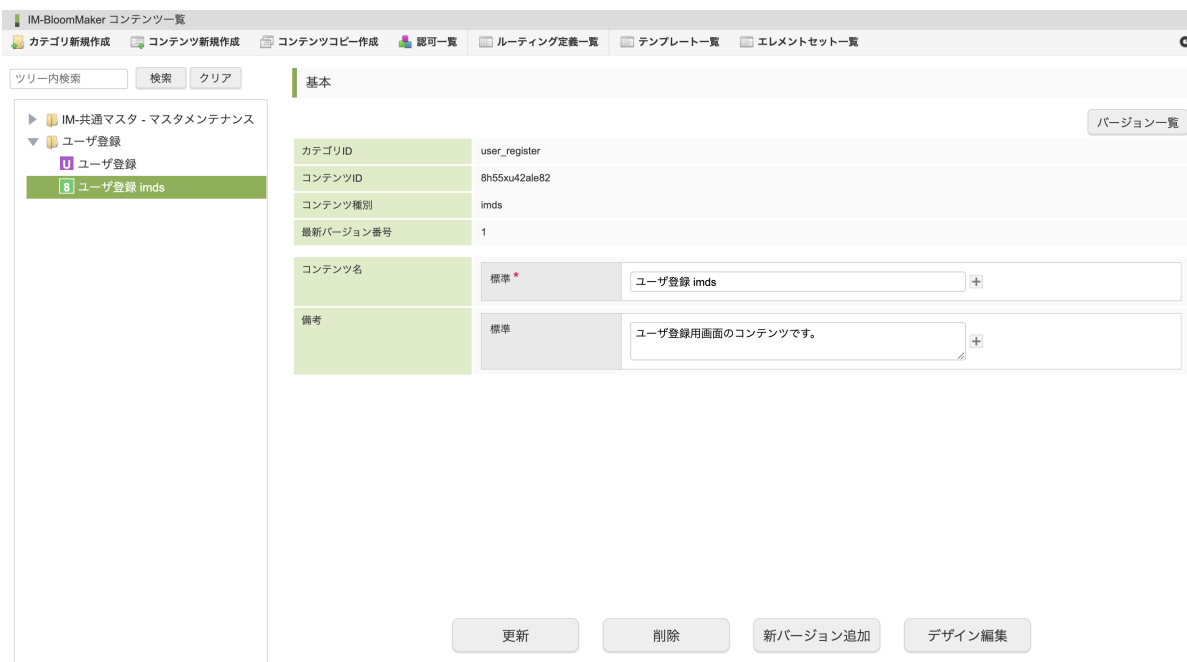 IM-BloomMaker コンテンツ一覧
カテゴリ新規作成 コンテンツ新規作成 コンテンツコピー作成 認可一覧 ルーティング定義一覧 テンプレート一覧 エレメントセット一覧
ツリー内検索 検索 クリア
IM-共通マスタ - マスタメンテナンス
ユーザ登録
U ユーザ登録
8 ユーザ登録 imds
基本
バージョン一覧
カテゴリID user_register
コンテンツID 8h55xu42ale82
コンテンツ種別 imds
最新バージョン番号 1
コンテンツ名 標準 * ユーザ登録 imds
備考 標準 ユーザ登録用画面のコンテンツです。
更新 削除 新バージョン追加 デザイン編集